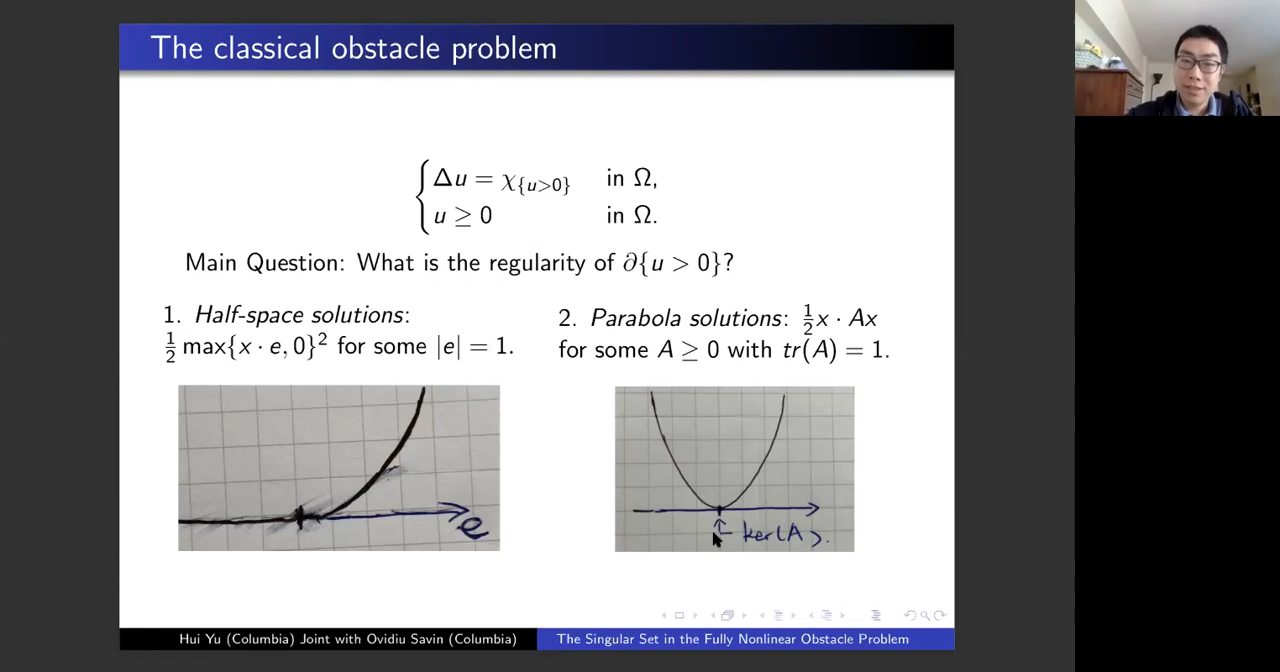 The classical obstacle problem
Δu = χ{u>0} in Ω,
u ≥ 0 in Ω.
Main Question: What is the regularity of ∂{u > 0}?
1. Half-space solutions:
½ max{x · e, 0}² for some |e| = 1.
2. Parabola solutions: ½x · Ax
for some A ≥ 0 with tr(A) = 1.
e
ker(A).
Hui Yu (Columbia) Joint with Ovidiu Savin (Columbia)
The Singular Set in the Fully Nonlinear Obstacle Problem